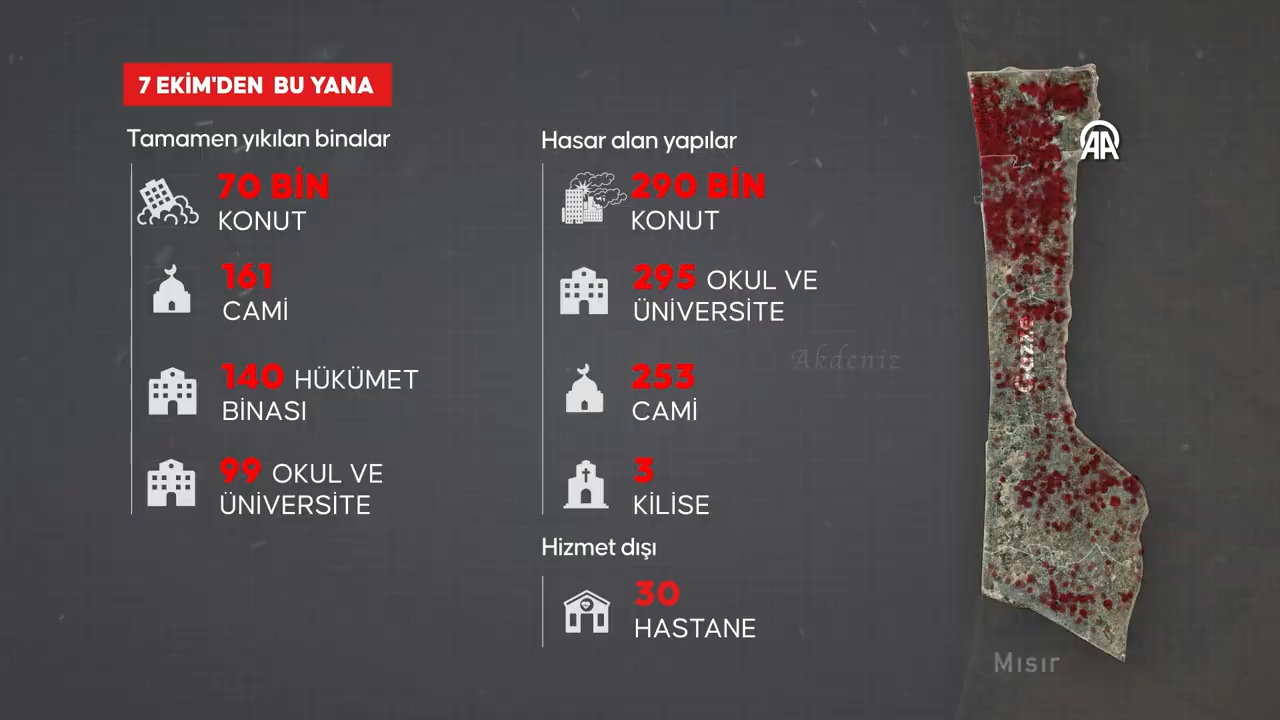 7 EKİM'DEN BU YANA
Tamamen yıkılan binalar
70 BİN
KONUT
161
CAMİ
140 HÜKÜMET
BİNASI
99 OKUL VE
ÜNİVERSİTE
Hasar alan yapılar
290 BİN
KONUT
295 OKUL VE
ÜNİVERSİTE
253
CAMİ
3
KİLİSE
Hizmet dışı
30
HASTANE
Akdeniz
AA
Gazze
Mısır